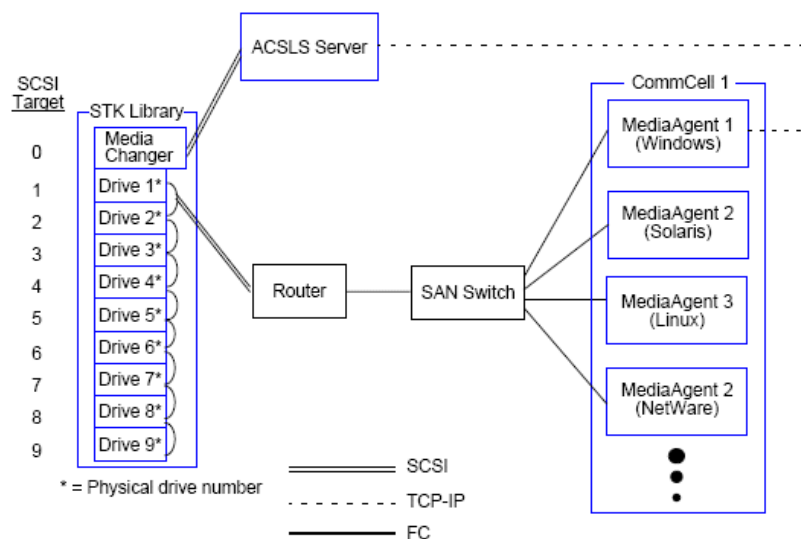 ACSLS Server
SCSI
Target
STK Library
CommCell 1
Media
Changer
0
MediaAgent 1
(Windows)
1
Drive 1*
2
Drive 2*
MediaAgent 2
(Solaris)
3
Drive 3*
4
Drive 4*
Router
SAN Switch
MediaAgent 3
(Linux)
5
Drive 5*
6
Drive 6*
7
Drive 7*
MediaAgent 2
(NetWare)
8
Drive 8*
9
Drive 9*
* = Physical drive number
SCSI
TCP-IP
FC